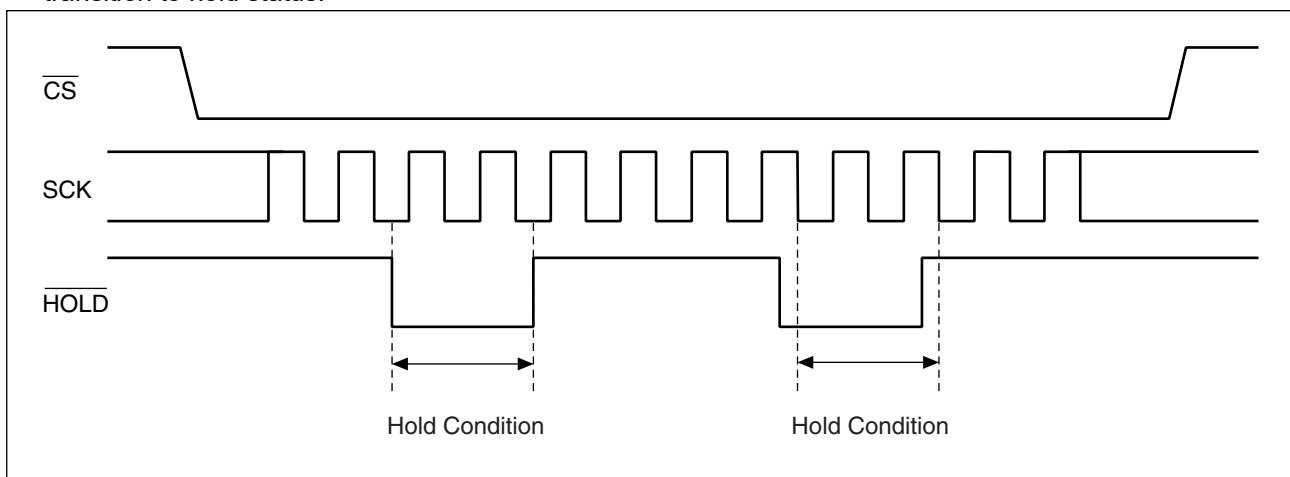 transition to hold status.
CS
SCK
HOLD
Hold Condition Hold Condition